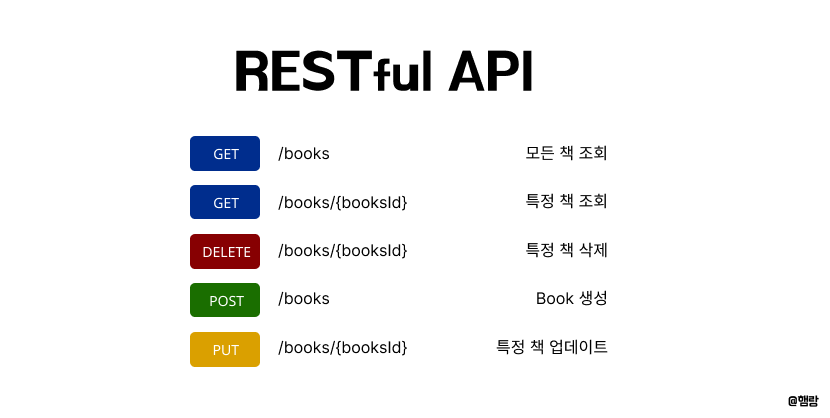 RESTful API
GET /books 모든 책 조회
GET /books/{booksId} 특정 책 조회
DELETE /books/{booksId} 특정 책 삭제
POST /books Book 생성
PUT /books/{booksId} 특정 책 업데이트
@햄랑